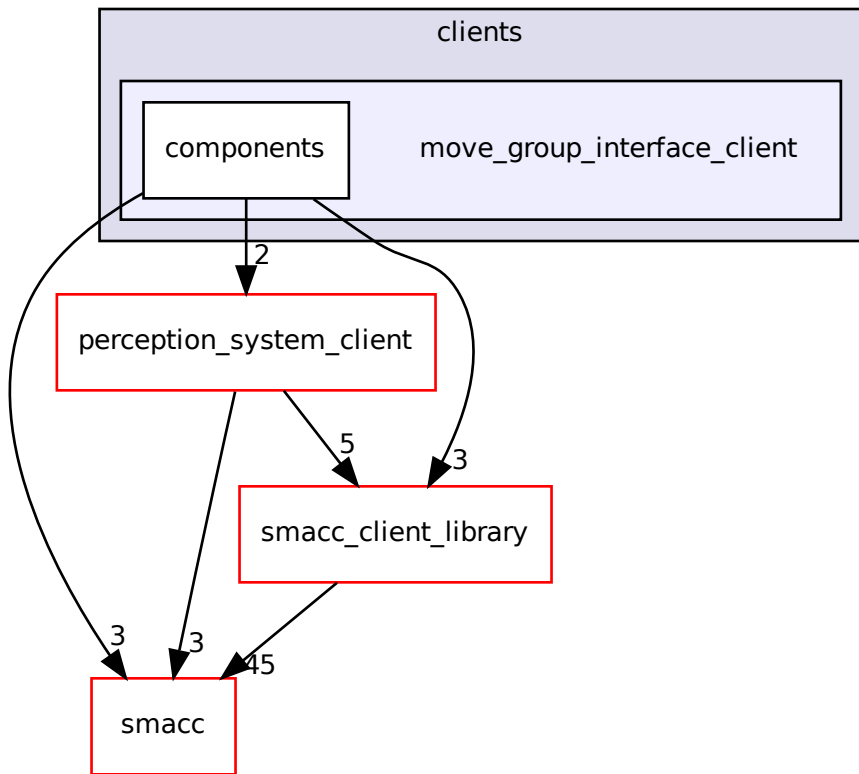 clients
components
move_group_interface_client
2
perception_system_client
5
3
smacc_client_library
3
3
45
smacc